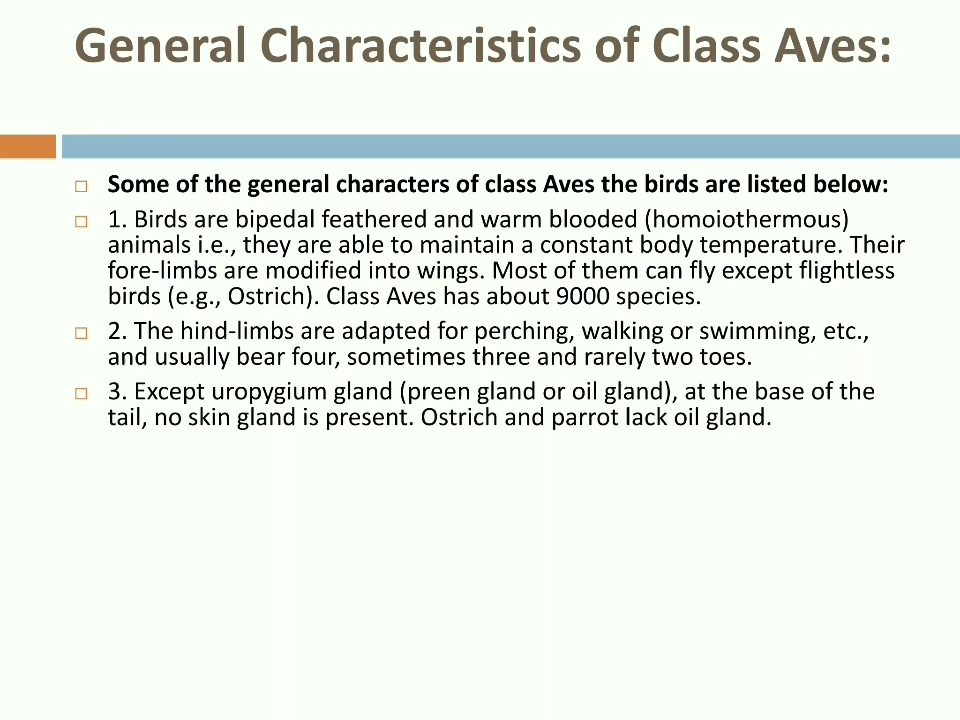 General Characteristics of Class Aves:
Some of the general characters of class Aves the birds are listed below:
1. Birds are bipedal feathered and warm blooded (homoiothermous)
animals i.e., they are able to maintain a constant body temperature. Their
fore-limbs are modified into wings. Most of them can fly except flightless
birds (e.g., Ostrich). Class Aves has about 9000 species.
2. The hind-limbs are adapted for perching, walking or swimming, etc.,
and usually bear four, sometimes three and rarely two toes.
3. Except uropygium gland (preen gland or oil gland), at the base of the
tail, no skin gland is present. Ostrich and parrot lack oil gland.